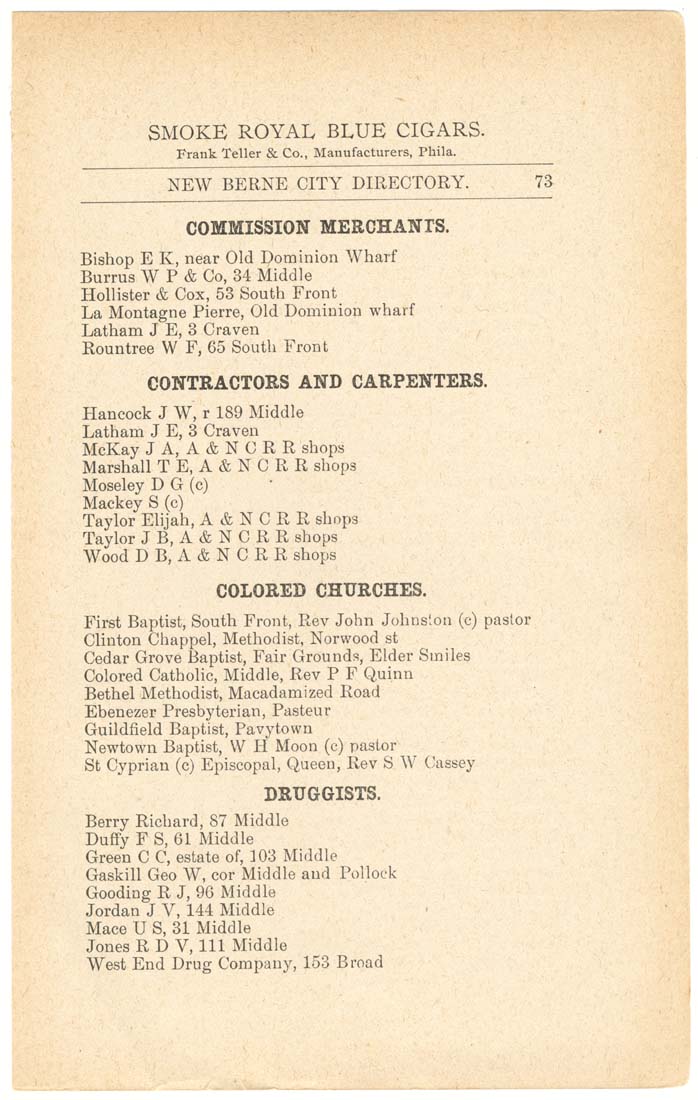 SMOKE ROYAL BLUE CIGARS.
Frank Teller & Co., Manufacturers, Phila.
NEW BERNE CITY DIRECTORY. 73
COMMISSION MERCHANTS.
Bishop E K, near Old Dominion Wharf
Burrus W P & Co, 34 Middle
Hollister & Cox, 53 South Front
La Montagne Pierre, Old Dominion wharf
Latham J E, 3 Craven
Rountree W F, 65 South Front
CONTRACTORS AND CARPENTERS.
Hancock J W, r 189 Middle
Latham J E, 3 Craven
McKay J A, A & N C R R shops
Marshall T E, A & N C R R shops
Moseley D G (c)
Mackey S (c)
Taylor Elijah, A & N C R R shops
Taylor J B, A & N C R R shops
Wood D B, A & N C R R shops
COLORED CHURCHES.
First Baptist, South Front, Rev John Johnston (c) pastor
Clinton Chappel, Methodist, Norwood st
Cedar Grove Baptist, Fair Grounds, Elder Smiles
Colored Catholic, Middle, Rev P F Quinn
Bethel Methodist, Macadamized Road
Ebenezer Presbyterian, Pasteur
Guildfield Baptist, Pavytown
Newtown Baptist, W H Moon (c) pastor
St Cyprian (c) Episcopal, Queen, Rev S W Cassey
DRUGGISTS.
Berry Richard, 87 Middle
Duffy F S, 61 Middle
Green C C, estate of, 103 Middle
Gaskill Geo W, cor Middle and Pollock
Gooding R J, 96 Middle
Jordan J V, 144 Middle
Mace U S, 31 Middle
Jones R D V, 111 Middle
West End Drug Company, 153 Broad